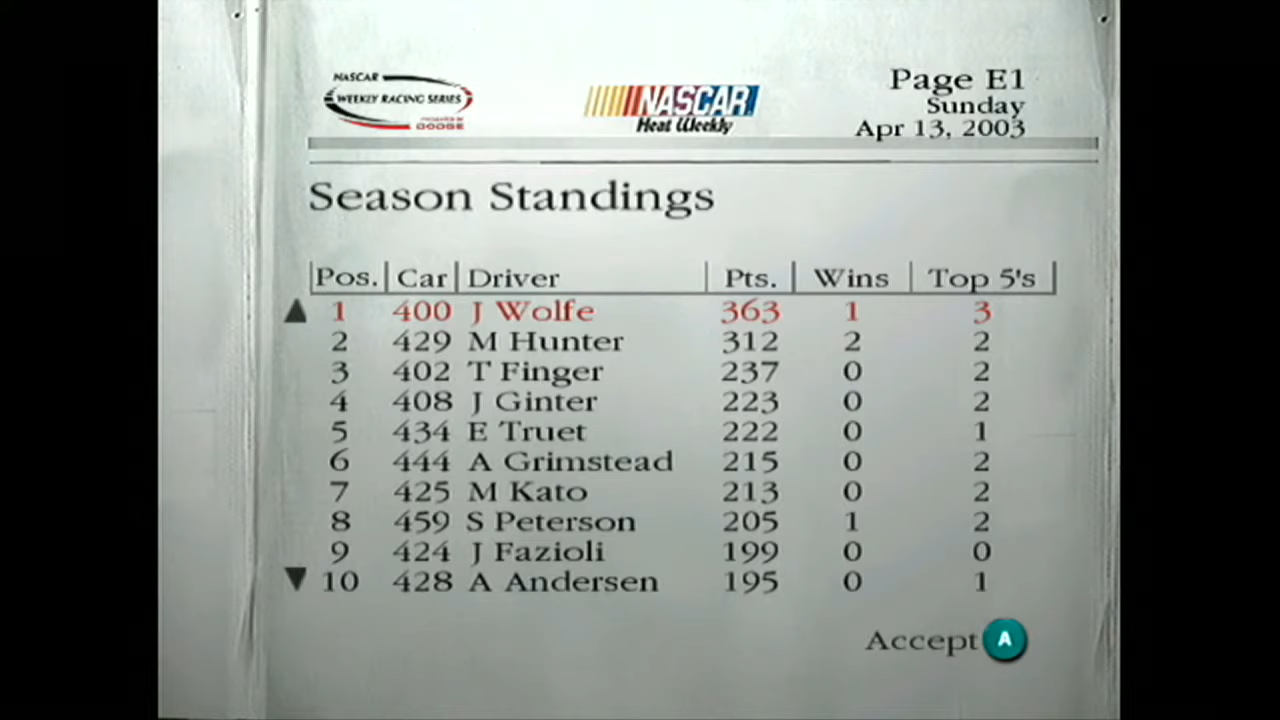 NASCAR
WEEKLY RACING SERIES
PRESENTED BY
DODGE
NASCAR
Heat Weekly
Page E1
Sunday
Apr 13, 2003
Season Standings
Pos. Car Driver Pts. Wins Top 5's
1 400 J Wolfe 363 1 3
2 429 M Hunter 312 2 2
3 402 T Finger 237 0 2
4 408 J Ginter 223 0 2
5 434 E Truet 222 0 1
6 444 A Grimstead 215 0 2
7 425 M Kato 213 0 2
8 459 S Peterson 205 1 2
9 424 J Fazioli 199 0 0
10 428 A Andersen 195 0 1
Accept A